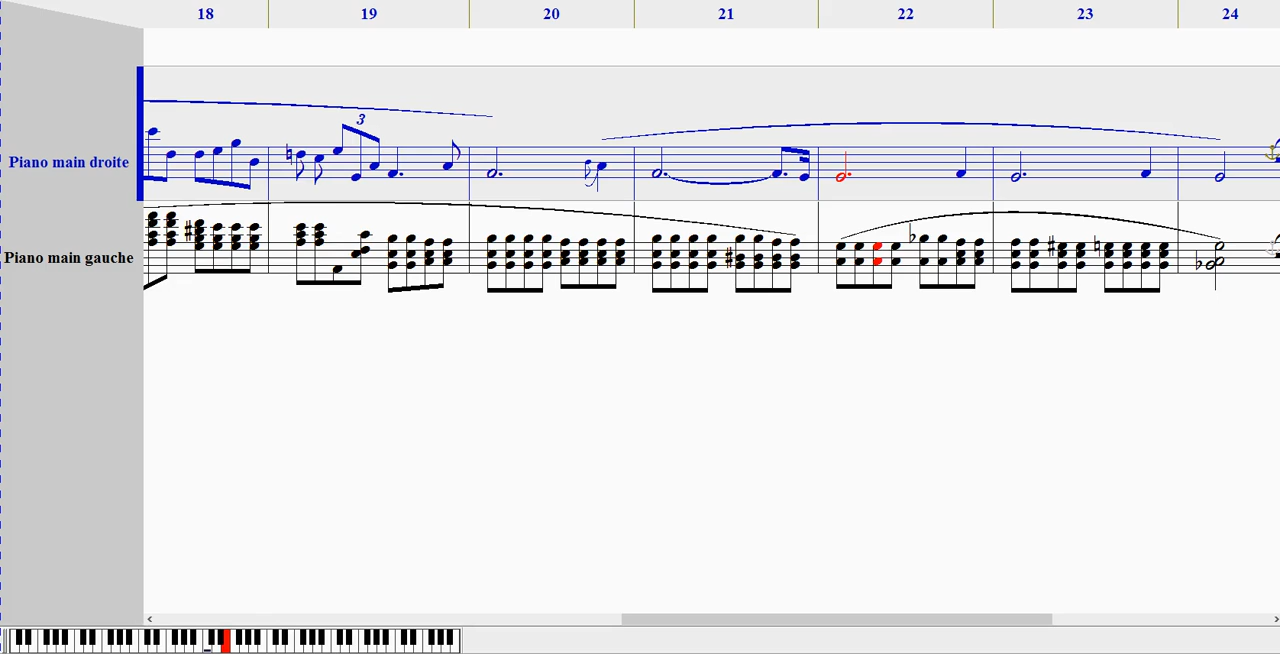 18 19 20 21 22 23 24
3
Piano main droite
Piano main gauche